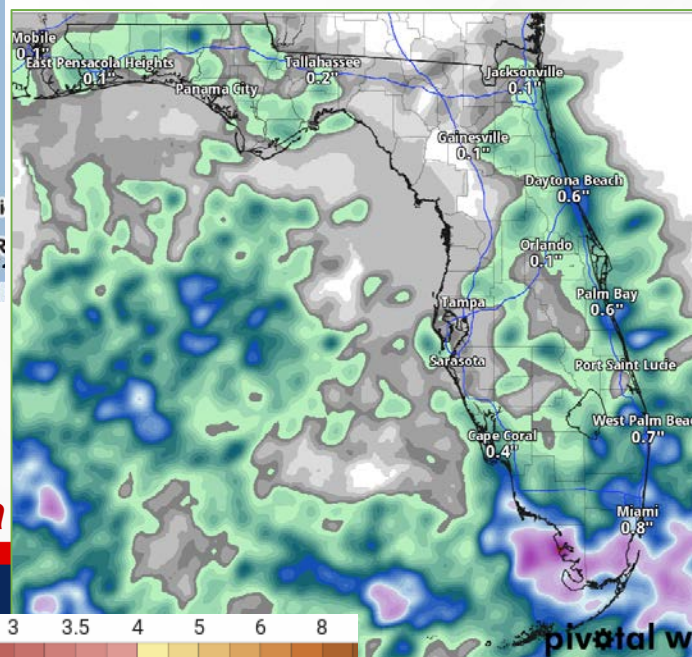 Mobile
0.1"
East Pensacola Heights
0.1"
Panama City
Tallahassee
0.2"
Jacksonville
0.1"
Gainesville
0.1"
Daytona Beach
0.6"
Orlando
0.1"
Tampa
Palm Bay
0.6"
Sarasota
Port Saint Lucie
West Palm Beac
0.7"
Cape Coral
0.4"
Miami
0.8"
3 3.5 4 5 6 8
pivotal w